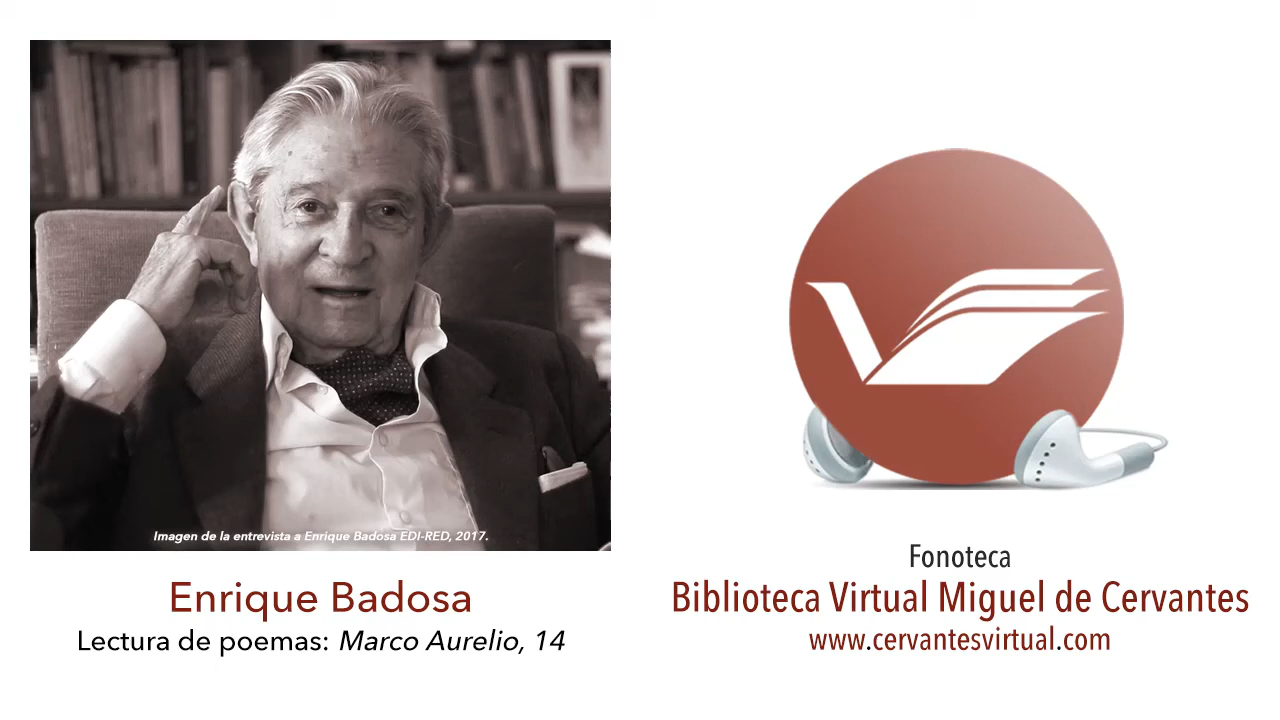 Imagen de la entrevista a Enrique Badosa EDI-RED, 2017.
Enrique Badosa
Lectura de poemas: Marco Aurelio, 14
Fonoteca
Biblioteca Virtual Miguel de Cervantes
www.cervantesvirtual.com